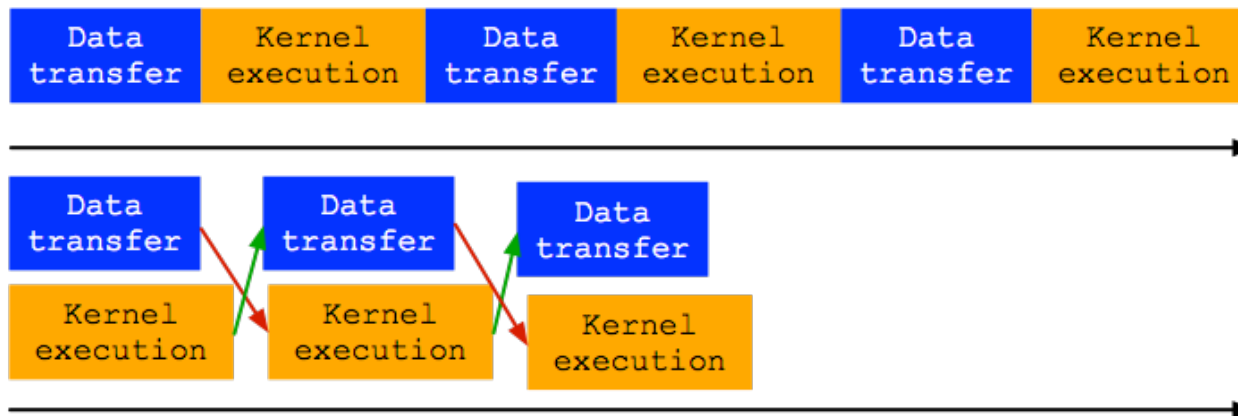 Data
transfer
Kernel
execution
Data
transfer
Kernel
execution
Data
transfer
Kernel
execution
Data
transfer
Data
transfer
Data
transfer
Kernel
execution
Kernel
execution
Kernel
execution